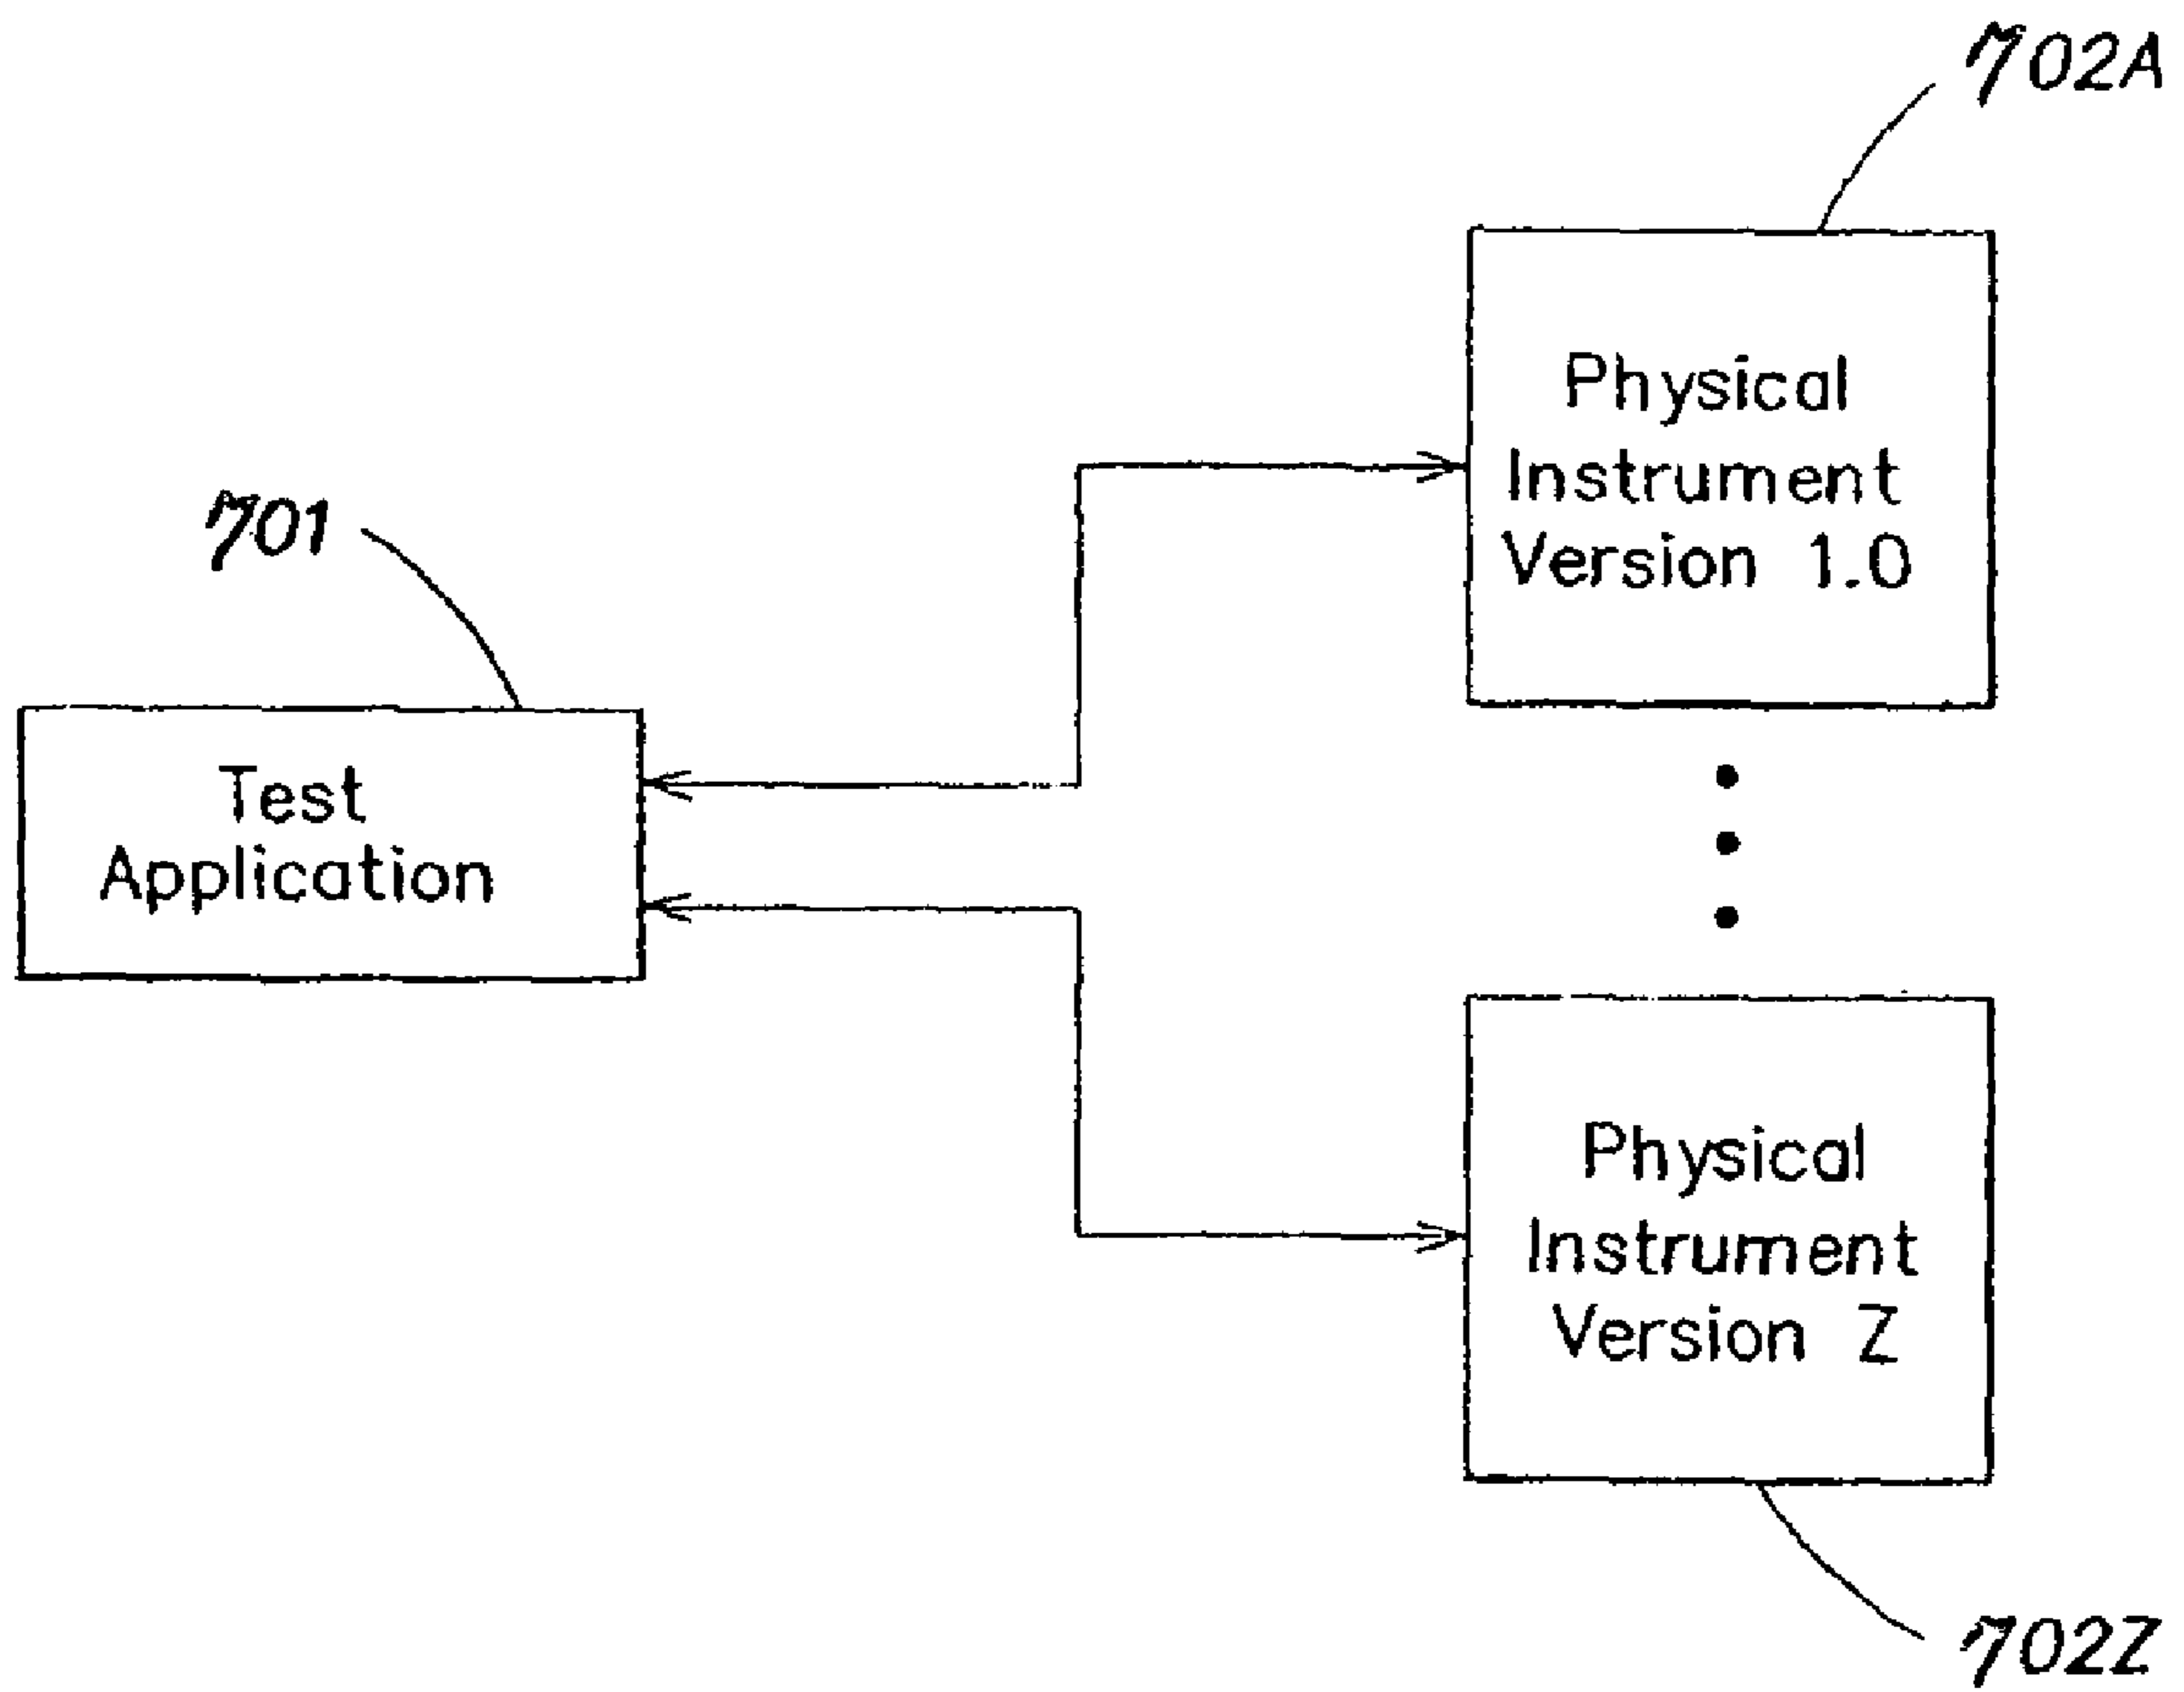 702A
Physical
Instrument
Version 1.0
701
Test
Application
Physical
Instrument
Version Z
702Z